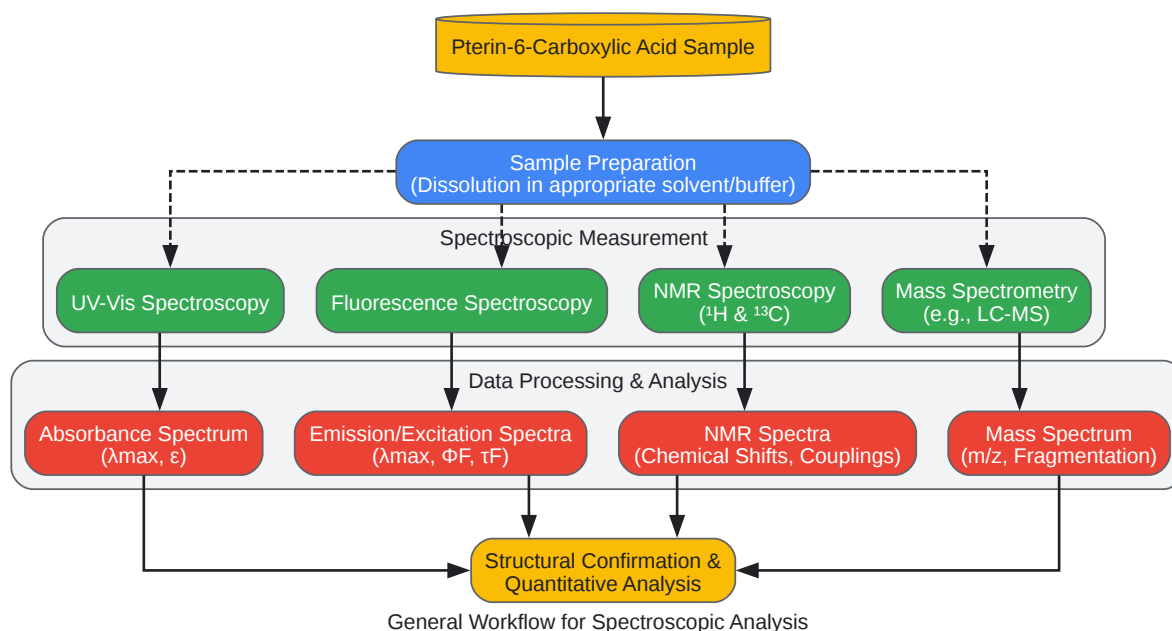 Pterin-6-Carboxylic Acid Sample
Sample Preparation
(Dissolution in appropriate solvent/buffer)
Spectroscopic Measurement
UV-Vis Spectroscopy
Fluorescence Spectroscopy
NMR Spectroscopy
(¹H & ¹³C)
Mass Spectrometry
(e.g., LC-MS)
Data Processing & Analysis
Absorbance Spectrum
(λmax, ε)
Emission/Excitation Spectra
(λmax, ΦF, τF)
NMR Spectra
(Chemical Shifts, Couplings)
Mass Spectrum
(m/z, Fragmentation)
Structural Confirmation &
Quantitative Analysis
General Workflow for Spectroscopic Analysis